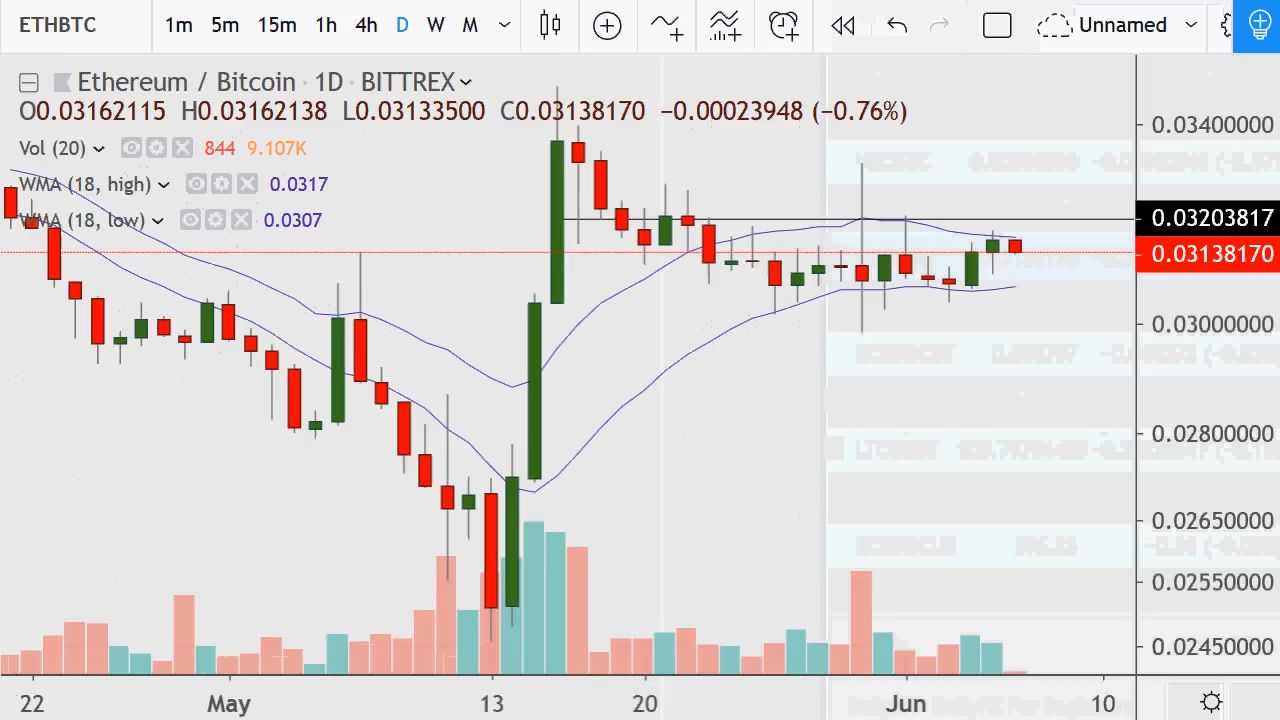 ETHBTC 1m 5m 15m 1h 4h D W M Unnamed
Ethereum / Bitcoin · 1D · BITTREX
O0.03162115 H0.03162138 L0.03133500 C0.03138170 −0.00023948 (−0.76%)
0.03400000
Vol (20) 844 9.107K
WMA (18, high) 0.0317
WMA (18, low) 0.0307
0.03203817
0.03138170
0.03000000
0.02800000
0.02650000
0.02550000
0.02450000
22 May 13 20 Jun 10